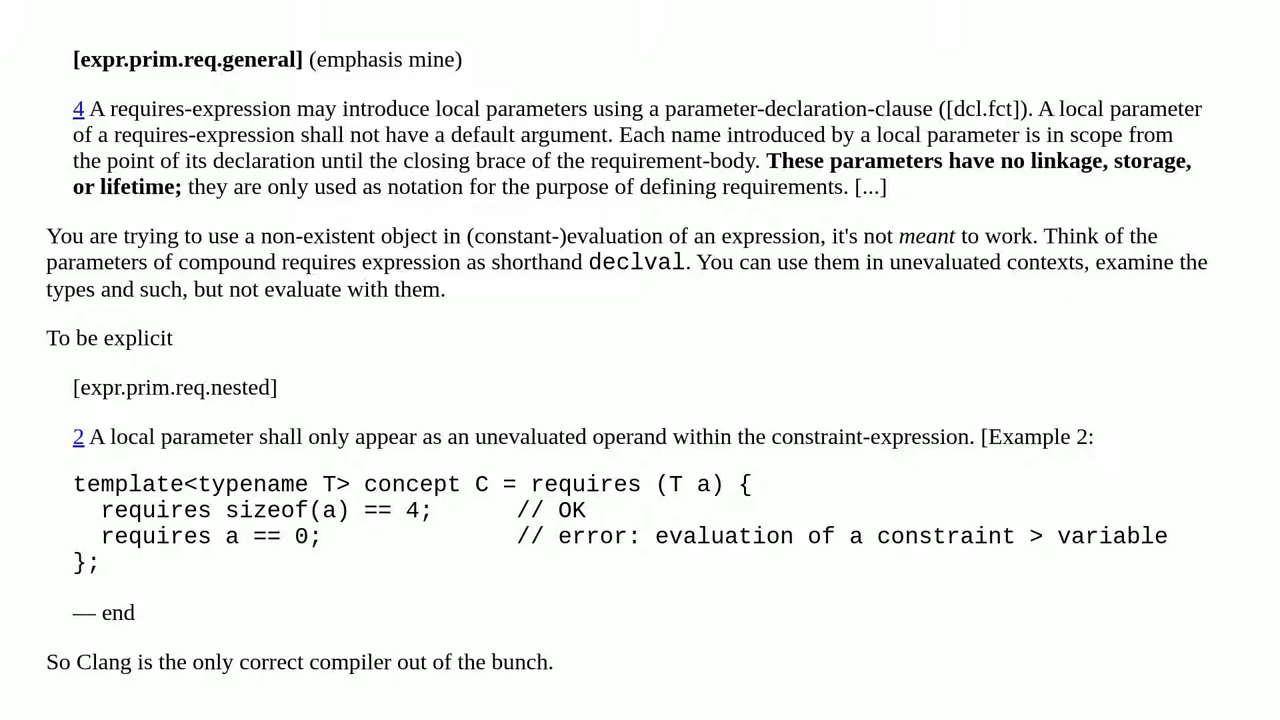 [expr.prim.req.general] (emphasis mine)
4 A requires-expression may introduce local parameters using a parameter-declaration-clause ([dcl.fct]). A local parameter
of a requires-expression shall not have a default argument. Each name introduced by a local parameter is in scope from
the point of its declaration until the closing brace of the requirement-body. These parameters have no linkage, storage,
or lifetime; they are only used as notation for the purpose of defining requirements. [...]
You are trying to use a non-existent object in (constant-)evaluation of an expression, it's not meant to work. Think of the
parameters of compound requires expression as shorthand declval. You can use them in unevaluated contexts, examine the
types and such, but not evaluate with them.
To be explicit
[expr.prim.req.nested]
2 A local parameter shall only appear as an unevaluated operand within the constraint-expression. [Example 2:
template<typename T> concept C = requires (T a) {
  requires sizeof(a) == 4;      // OK
  requires a == 0;              // error: evaluation of a constraint > variable
};
— end
So Clang is the only correct compiler out of the bunch.